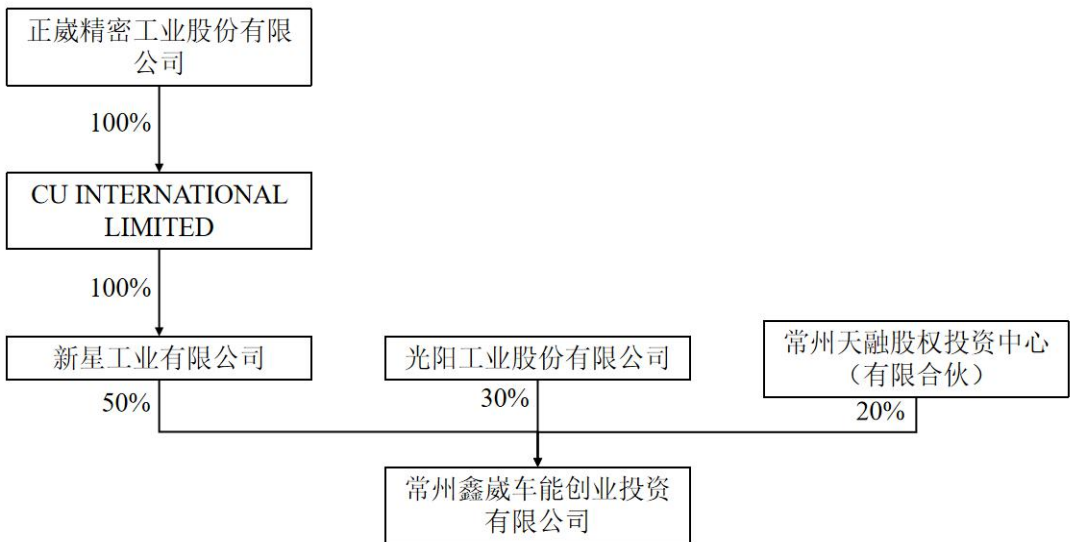 正崴精密工业股份有限
公司
100%
CU INTERNATIONAL
LIMITED
100%
新星工业有限公司
光阳工业股份有限公司
常州天融股权投资中心
（有限合伙）
50%
30%
20%
常州鑫崴车能创业投资
有限公司